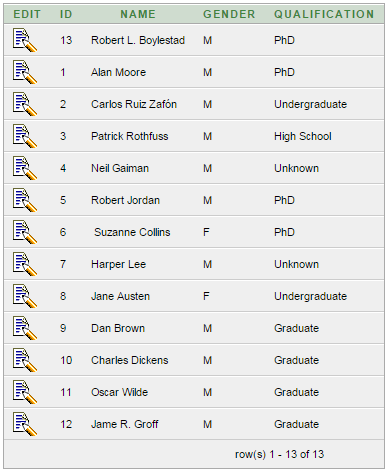 EDIT ID NAME GENDER QUALIFICATION
13 Robert L. Boylestad M PhD
1 Alan Moore M PhD
2 Carlos Ruiz Zafón M Undergraduate
3 Patrick Rothfuss M High School
4 Neil Gaiman M Unknown
5 Robert Jordan M PhD
6 Suzanne Collins F PhD
7 Harper Lee M Unknown
8 Jane Austen F Undergraduate
9 Dan Brown M Graduate
10 Charles Dickens M Graduate
11 Oscar Wilde M Graduate
12 Jame R. Groff M Graduate
row(s) 1 - 13 of 13